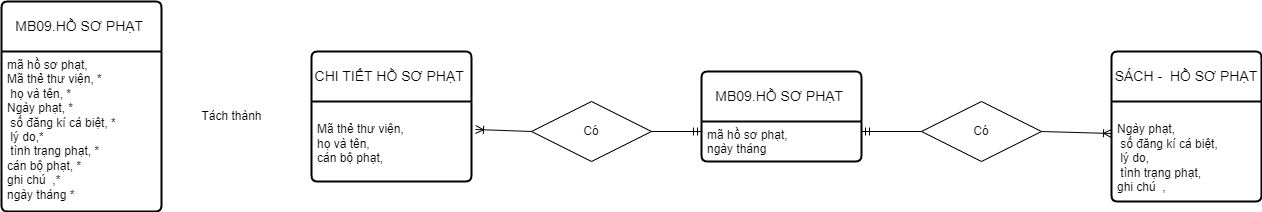 MB09.HỒ SƠ PHẠT
mã hồ sơ phạt,
Mã thẻ thư viện, *
họ và tên, *
Ngày phạt, *
số đăng kí cá biệt, *
lý do,*
tình trạng phạt, *
cán bộ phạt, *
ghi chú ,*
ngày tháng *
Tách thành
CHI TIẾT HỒ SƠ PHẠT
Mã thẻ thư viện,
họ và tên,
cán bộ phạt,
Có
MB09.HỒ SƠ PHẠT
mã hồ sơ phạt,
ngày tháng
Có
SÁCH - HỒ SƠ PHẠT
Ngày phạt,
số đăng kí cá biệt,
lý do,
tình trạng phạt,
ghi chú ,